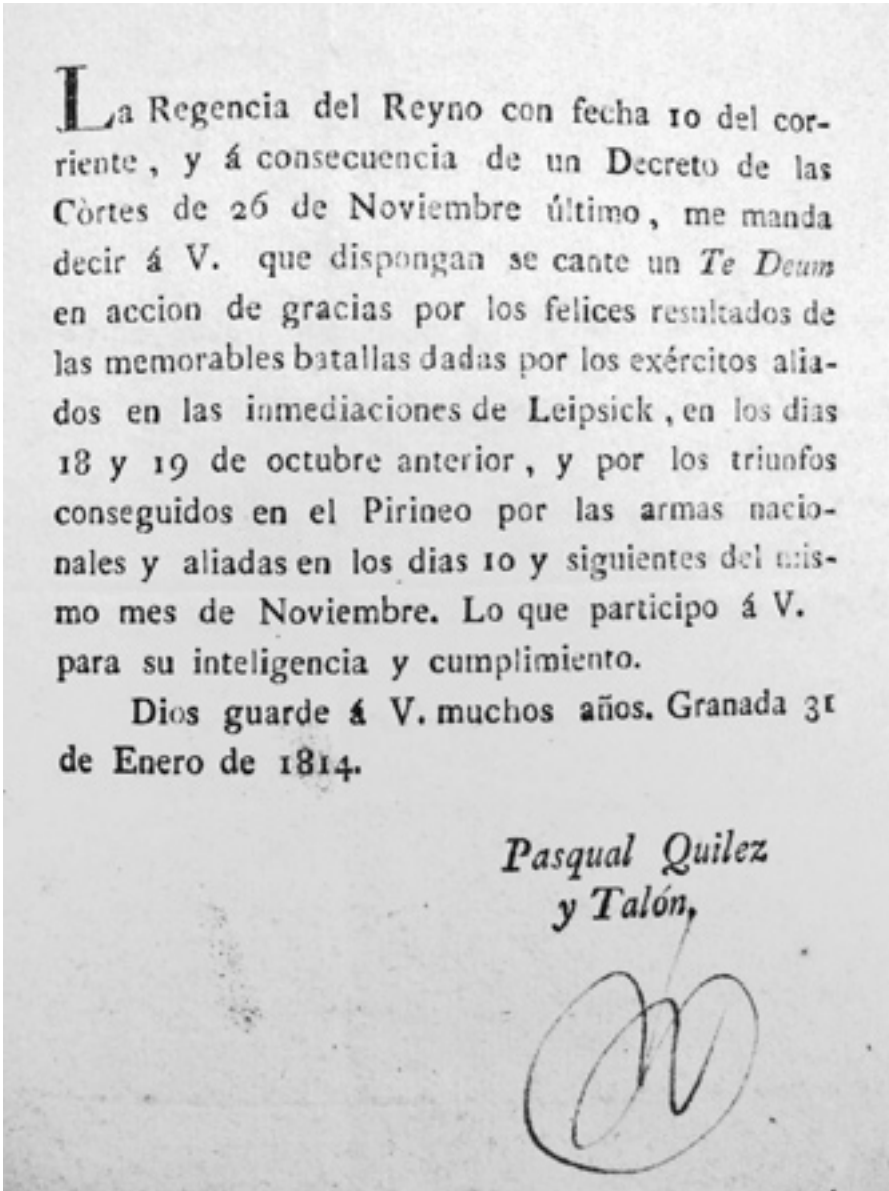 La Regencia del Reyno con fecha 10 del cor-
riente, y á consecuencia de un Decreto de las
Còrtes de 26 de Noviembre último, me manda
decir á V. que dispongan se cante un Te Deum
en accion de gracias por los felices resultados de
las memorables batallas dadas por los exércitos alia-
dos en las inmediaciones de Leipsick, en los dias
18 y 19 de octubre anterior, y por los triunfos
conseguidos en el Pirineo por las armas nacio-
nales y aliadas en los dias 10 y siguientes del mis-
mo mes de Noviembre. Lo que participo á V.
para su inteligencia y cumplimiento.
Dios guarde á V. muchos años. Granada 31
de Enero de 1814.
Pasqual Quilez
y Talón,